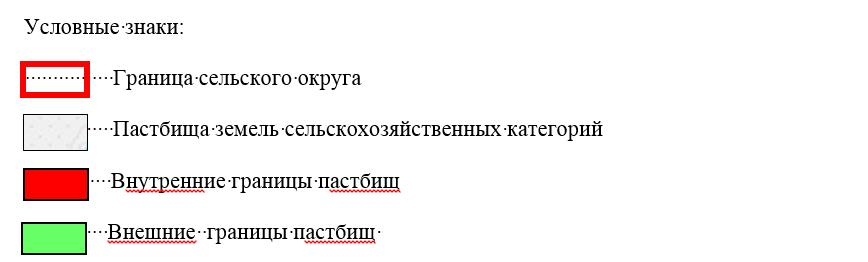 Условные знаки:
Граница сельского округа
Пастбища земель сельскохозяйственных категорий
Внутренние границы пастбищ
Внешние границы пастбищ